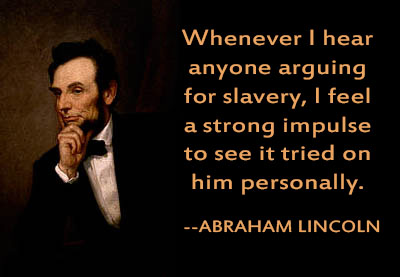 Whenever I hear
anyone arguing
for slavery, I feel
a strong impulse
to see it tried on
him personally.
--ABRAHAM LINCOLN